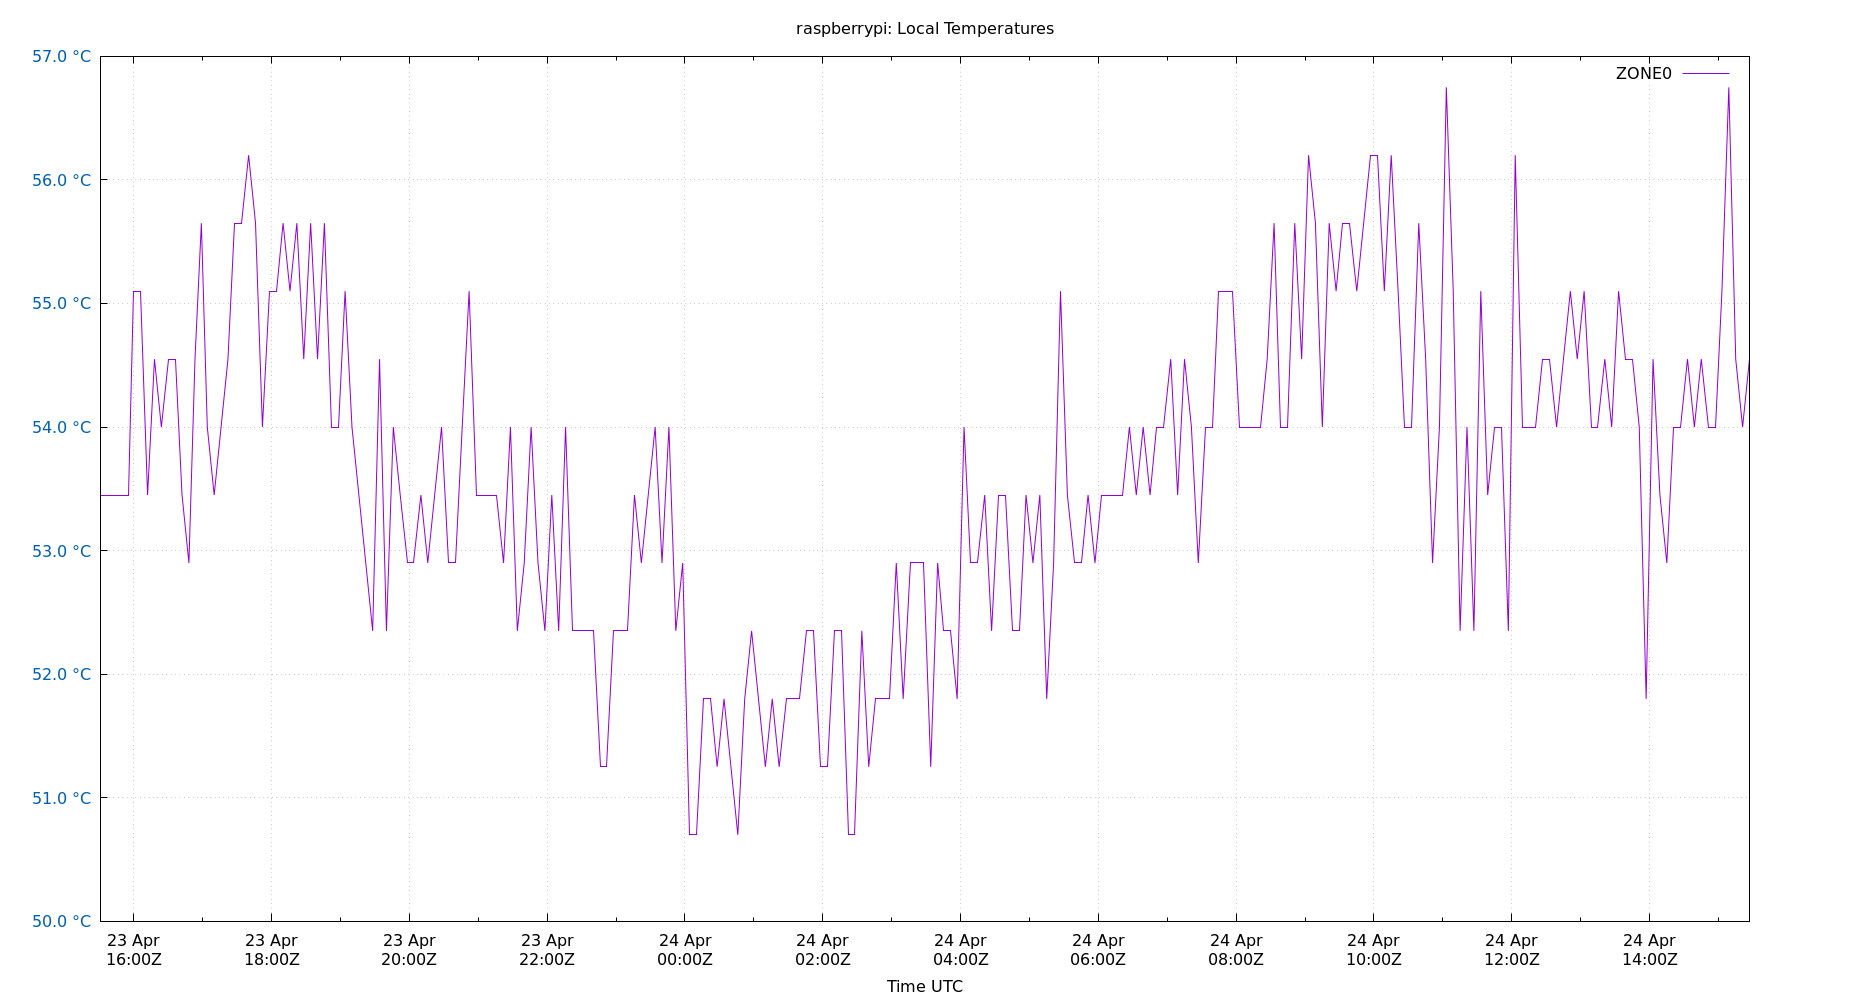 raspberrypi: Local Temperatures
57.0 °C
ZONE0
56.0 °C
55.0 °C
54.0 °C
53.0 °C
52.0 °C
51.0 °C
50.0 °C
23 Apr 23 Apr 23 Apr 23 Apr 24 Apr 24 Apr 24 Apr 24 Apr 24 Apr 24 Apr 24 Apr 24 Apr
16:00Z 18:00Z 20:00Z 22:00Z 00:00Z 02:00Z 04:00Z 06:00Z 08:00Z 10:00Z 12:00Z 14:00Z
Time UTC